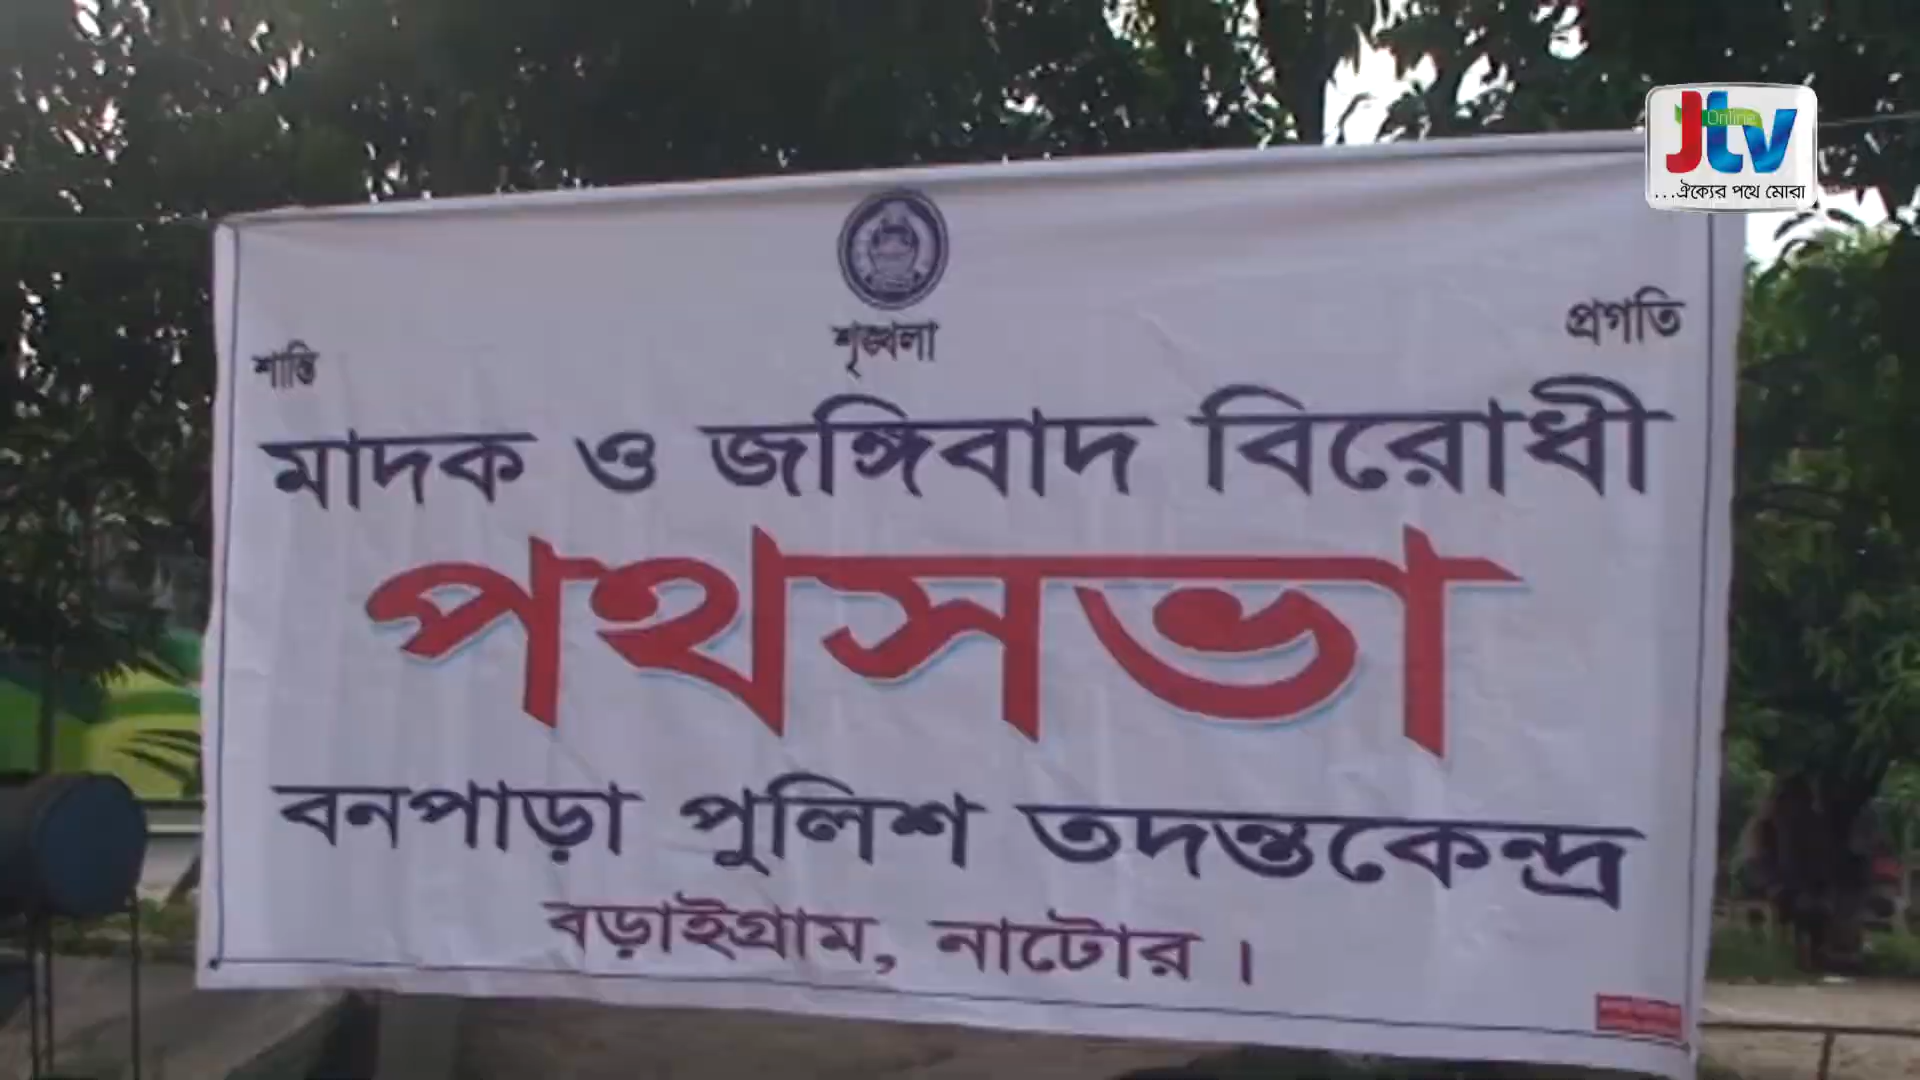 Jtv
Online
...ঐক্যের পথে মোরা
শান্তি শৃঙ্খলা প্রগতি
মাদক ও জঙ্গিবাদ বিরোধী
পথসভা
বনপাড়া পুলিশ তদন্তকেন্দ্র
বড়াইগ্রাম, নাটোর।